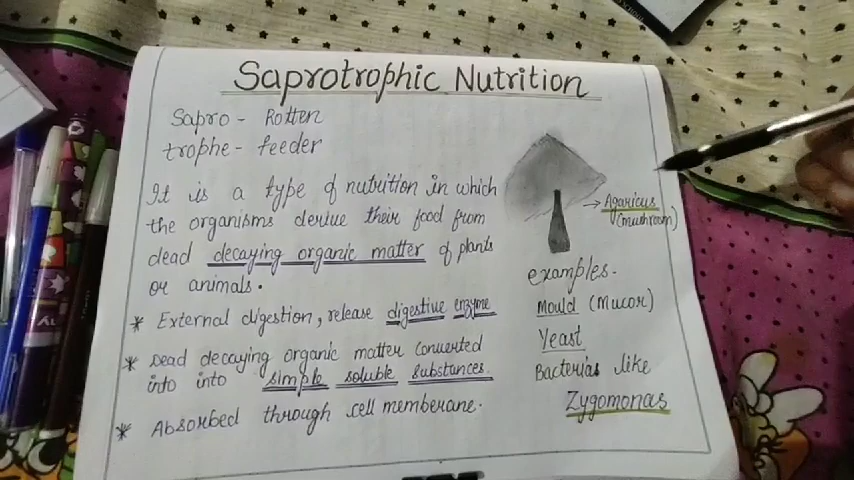 Saprotrophic Nutrition
Sapro - Rotten
trophe - feeder
It is a type of nutrition in which
the organisms derive their food from
dead decaying organic matter of plants
or animals.
* External digestion, release digestive enzyme
* Dead decaying organic matter converted
into into simple soluble substances.
* Absorbed through cell memberane.
→ Agaricus
(mushroom)
examples -
Mould (Mucor)
Yeast
Bacterias like
Zygomonas